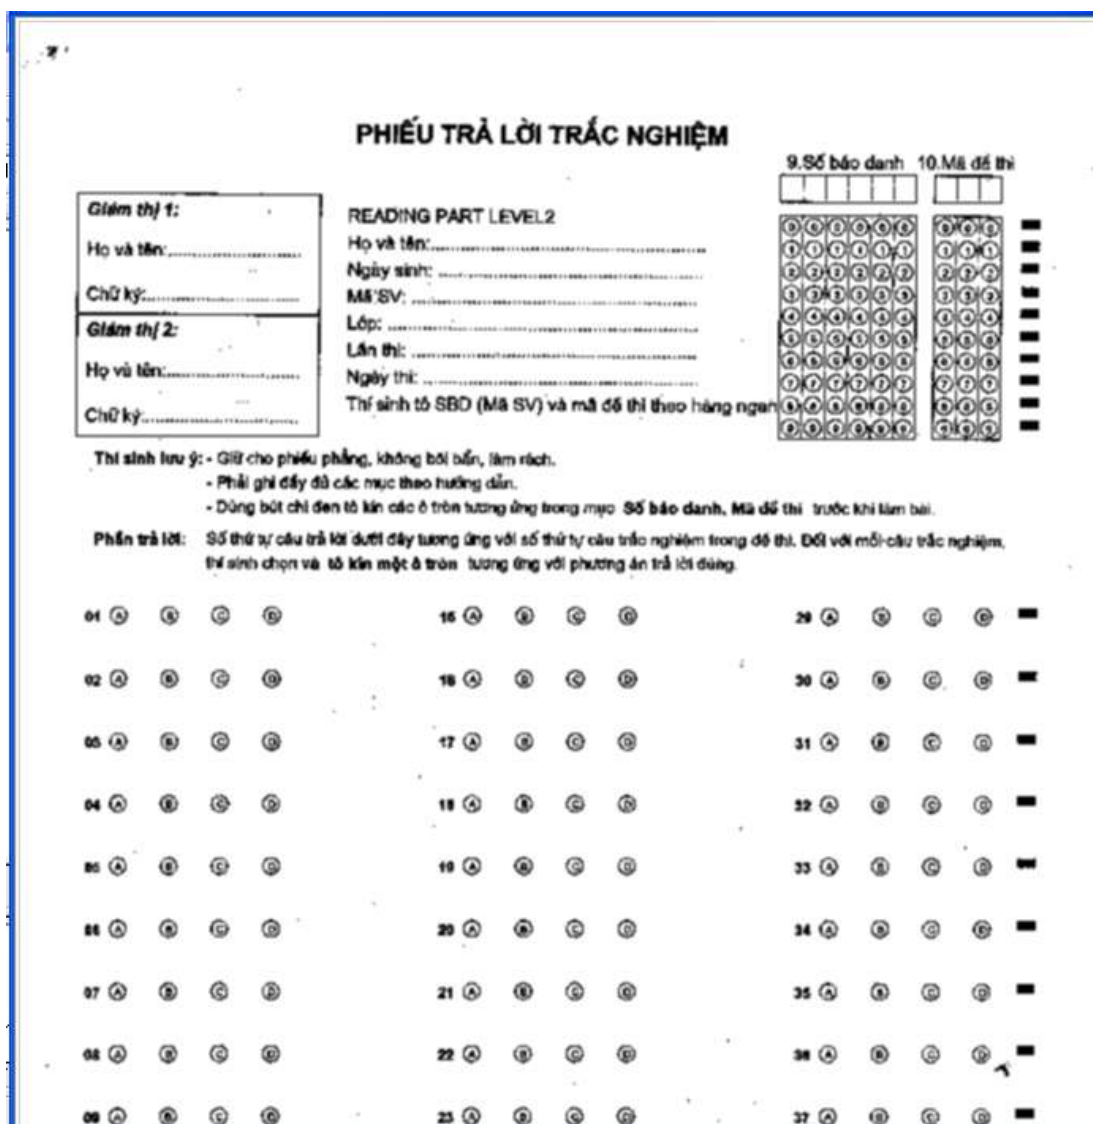 PHIẾU TRẢ LỜI TRẮC NGHIỆM
9.Số báo danh 10.Mã đề thi
Giám thị 1:
Họ và tên:
Chữ ký:
Giám thị 2:
Họ và tên:
Chữ ký:
READING PART LEVEL2
Họ và tên:
Ngày sinh:
Mã SV:
Lớp:
Lần thi:
Ngày thi:
Thí sinh tô SBD (Mã SV) và mã đề thi theo hàng ngan
Thí sinh lưu ý: - Giữ cho phiếu phẳng, không bôi bẩn, làm rách.
- Phải ghi đầy đủ các mục theo hướng dẫn.
- Dùng bút chì đen tô kín các ô tròn tương ứng trong mục Số báo danh, Mã đề thi trước khi làm bài.
Phần trả lời: Số thứ tự câu trả lời dưới đây tương ứng với số thứ tự câu trắc nghiệm trong đề thi. Đối với mỗi câu trắc nghiệm,
thí sinh chọn và tô kín một ô tròn tương ứng với phương án trả lời đúng.
01 A B C D 15 A B C D 29 A B C D
02 A B C D 16 A B C D 30 A B C D
03 A B C D 17 A B C D 31 A B C D
04 A B C D 18 A B C D 32 A B C D
05 A B C D 19 A B C D 33 A B C D
06 A B C D 20 A B C D 34 A B C D
07 A B C D 21 A B C D 35 A B C D
08 A B C D 22 A B C D 36 A B C D
09 A B C D 23 A B C D 37 A B C D